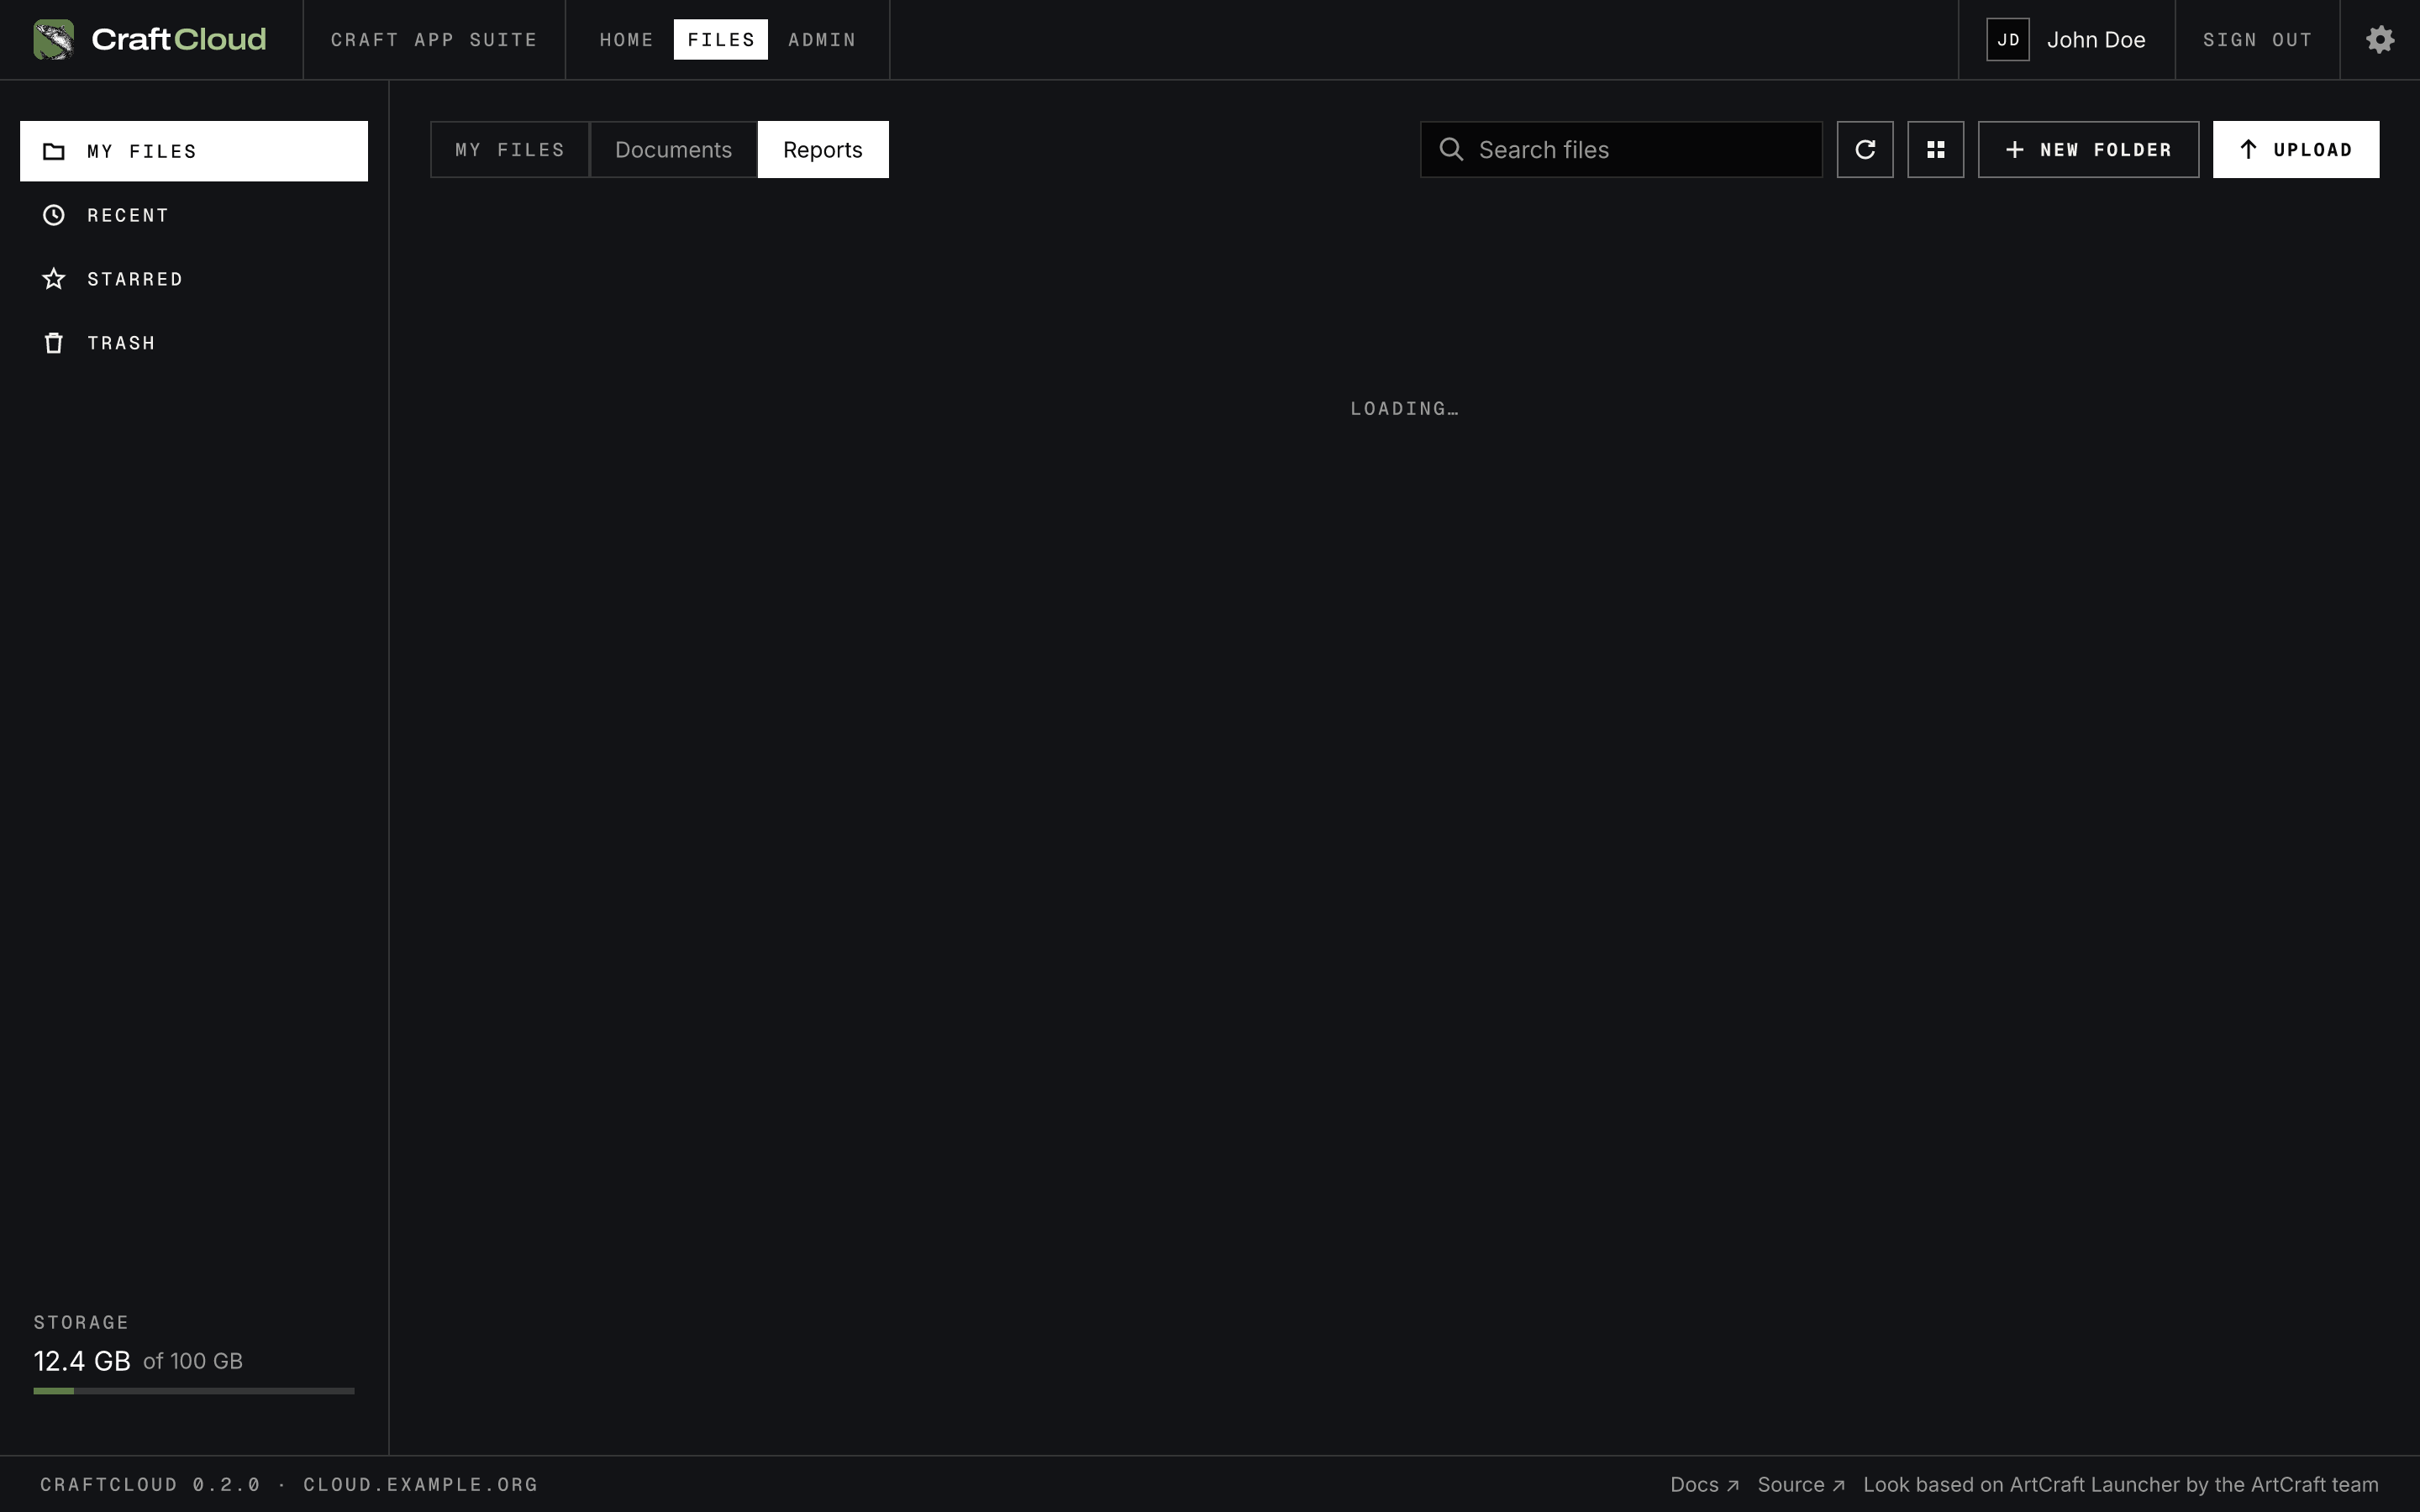 CraftCloud
CRAFT APP SUITE
HOME
FILES
ADMIN
JD
John Doe
SIGN OUT
MY FILES
RECENT
STARRED
TRASH
MY FILES
Documents
Reports
Search files
NEW FOLDER
UPLOAD
LOADING…
STORAGE
12.4 GB of 100 GB
CRAFTCLOUD 0.2.0 · CLOUD.EXAMPLE.ORG
Docs ↗
Source ↗
Look based on ArtCraft Launcher by the ArtCraft team